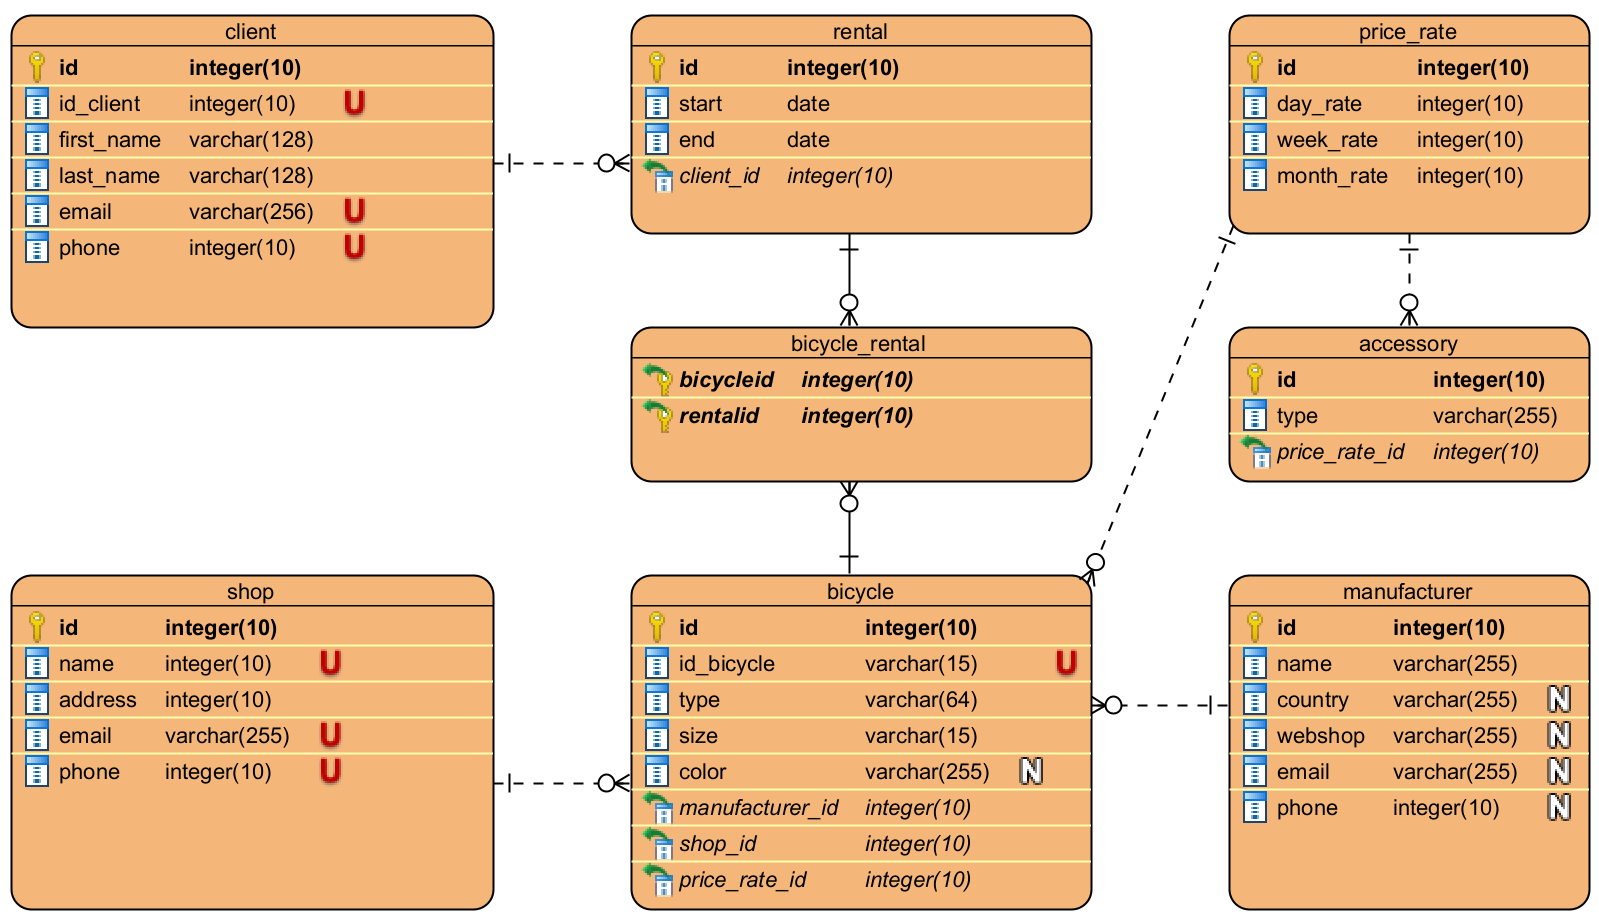 client
id integer(10)
id_client integer(10) U
first_name varchar(128)
last_name varchar(128)
email varchar(256) U
phone integer(10) U
rental
id integer(10)
start date
end date
client_id integer(10)
price_rate
id integer(10)
day_rate integer(10)
week_rate integer(10)
month_rate integer(10)
bicycle_rental
bicycleid integer(10)
rentalid integer(10)
accessory
id integer(10)
type varchar(255)
price_rate_id integer(10)
shop
id integer(10)
name integer(10) U
address integer(10)
email varchar(255) U
phone integer(10) U
bicycle
id integer(10)
id_bicycle varchar(15) U
type varchar(64)
size varchar(15)
color varchar(255) N
manufacturer_id integer(10)
shop_id integer(10)
price_rate_id integer(10)
manufacturer
id integer(10)
name varchar(255)
country varchar(255) N
webshop varchar(255) N
email varchar(255) N
phone integer(10) N